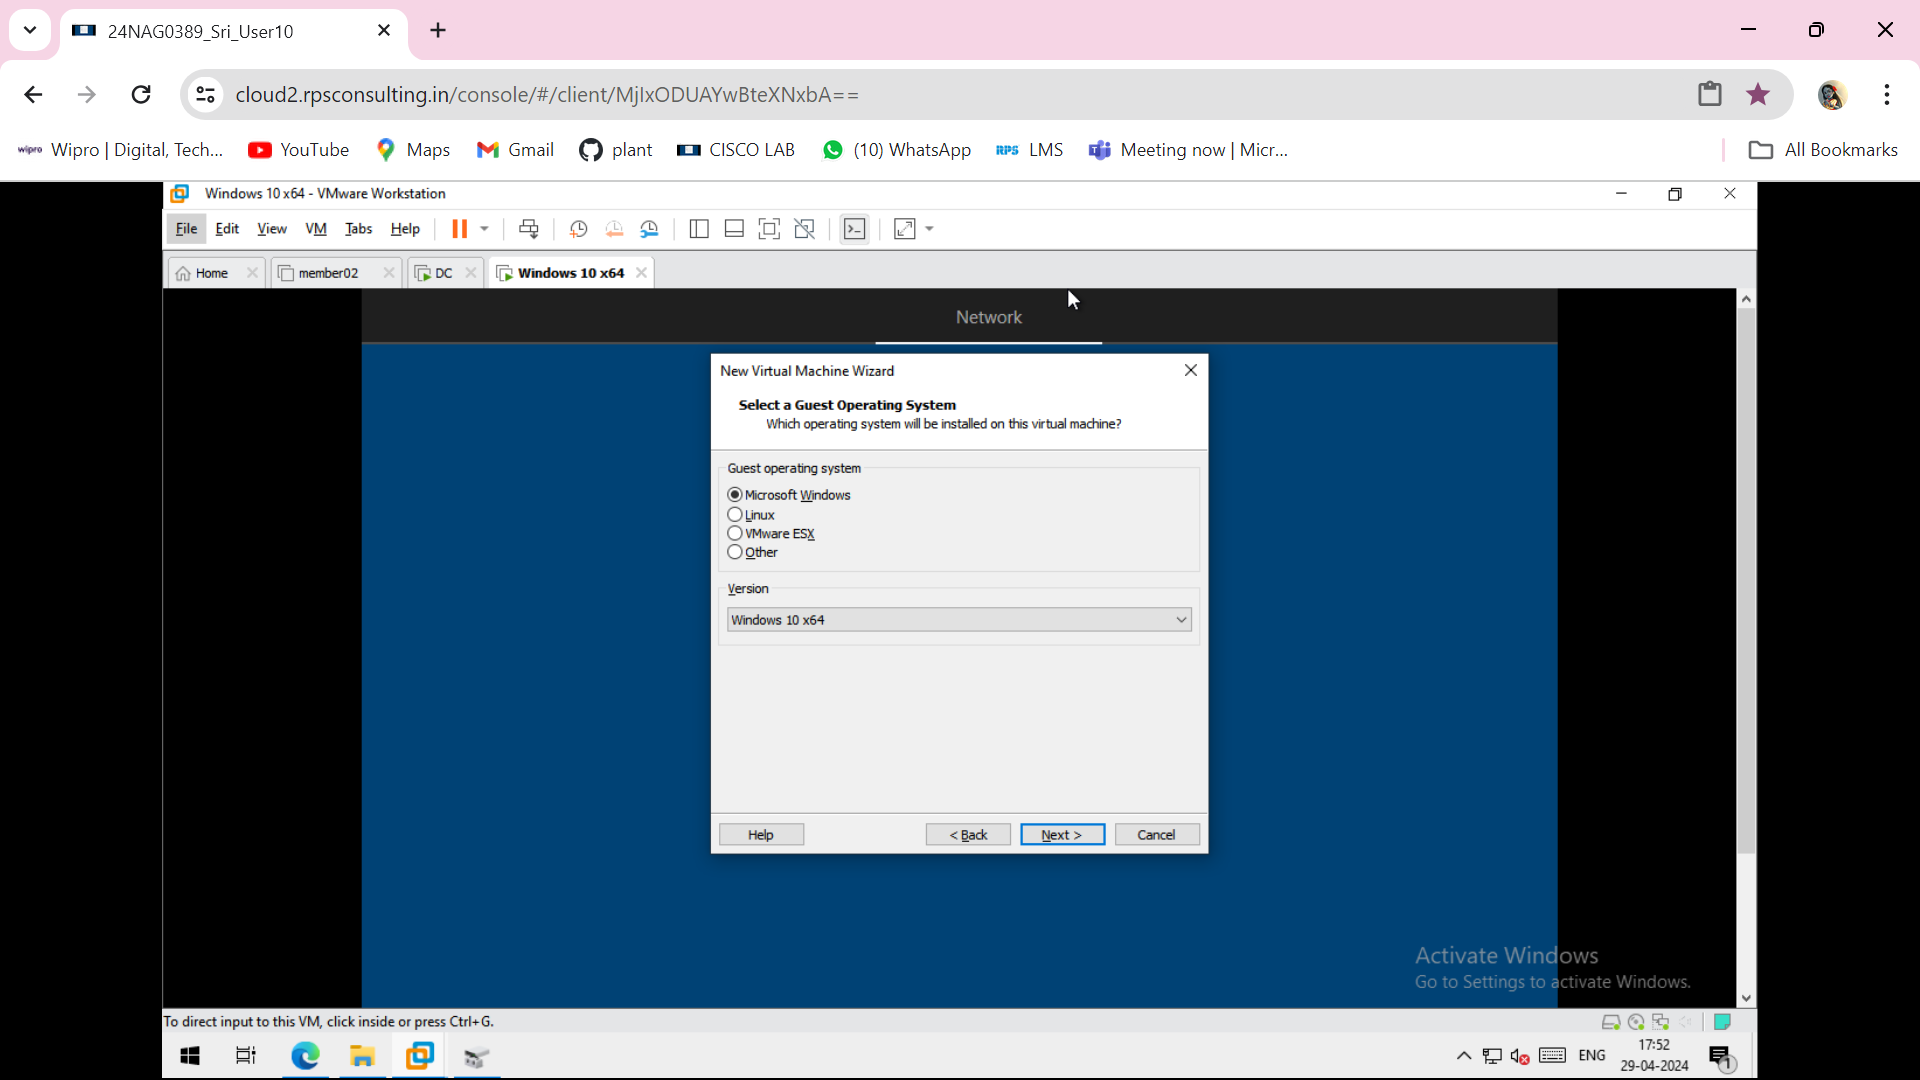 24NAG0389_Sri_User10
cloud2.rpsconsulting.in/console/#/client/MjIxODUAYwBteXNxbA==
wipro Wipro | Digital, Tech... YouTube Maps Gmail plant CISCO LAB (10) WhatsApp RPS LMS Meeting now | Micr... All Bookmarks
Windows 10 x64 - VMware Workstation
File Edit View VM Tabs Help
Home member02 DC Windows 10 x64
Network
New Virtual Machine Wizard
Select a Guest Operating System
Which operating system will be installed on this virtual machine?
Guest operating system
Microsoft Windows
Linux
VMware ESX
Other
Version
Windows 10 x64
Help < Back Next > Cancel
Activate Windows
Go to Settings to activate Windows.
To direct input to this VM, click inside or press Ctrl+G.
ENG
17:52
29-04-2024
1